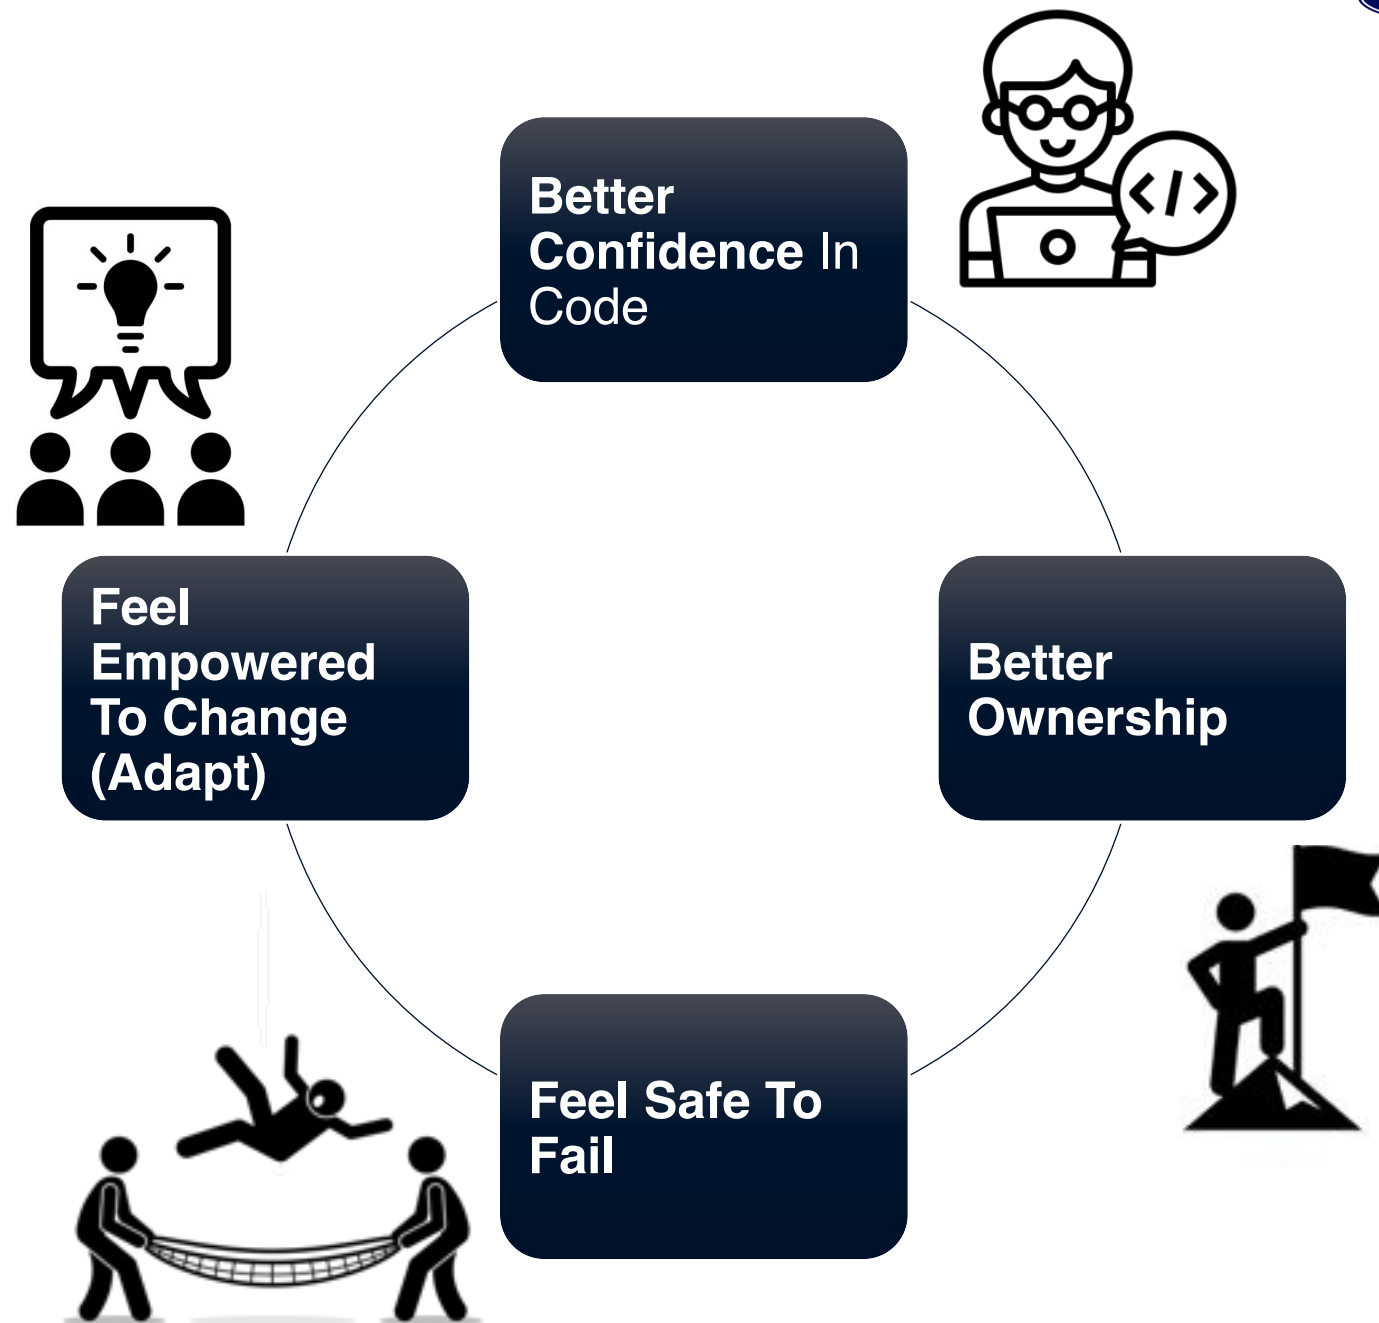 Better
Confidence In
Code
Feel
Empowered
To Change
(Adapt)
Better
Ownership
Feel Safe To
Fail